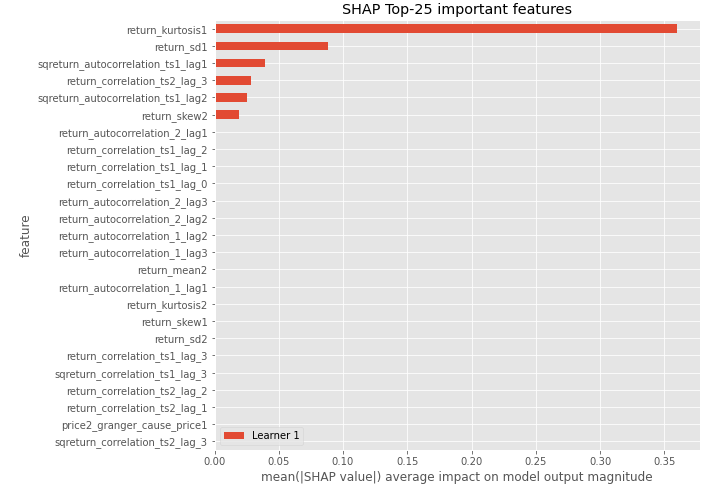 SHAP Top-25 important features
return_kurtosis1
return_sd1
sqreturn_autocorrelation_ts1_lag1
return_correlation_ts2_lag_3
sqreturn_autocorrelation_ts1_lag2
return_skew2
return_autocorrelation_2_lag1
return_correlation_ts1_lag_2
return_correlation_ts1_lag_1
return_correlation_ts1_lag_0
return_autocorrelation_2_lag3
return_autocorrelation_2_lag2
return_autocorrelation_1_lag2
return_autocorrelation_1_lag3
return_mean2
return_autocorrelation_1_lag1
return_kurtosis2
return_skew1
return_sd2
return_correlation_ts1_lag_3
sqreturn_correlation_ts1_lag_3
return_correlation_ts2_lag_2
return_correlation_ts2_lag_1
price2_granger_cause_price1
sqreturn_correlation_ts2_lag_3
feature
Learner 1
0.00 0.05 0.10 0.15 0.20 0.25 0.30 0.35
mean(|SHAP value|) average impact on model output magnitude